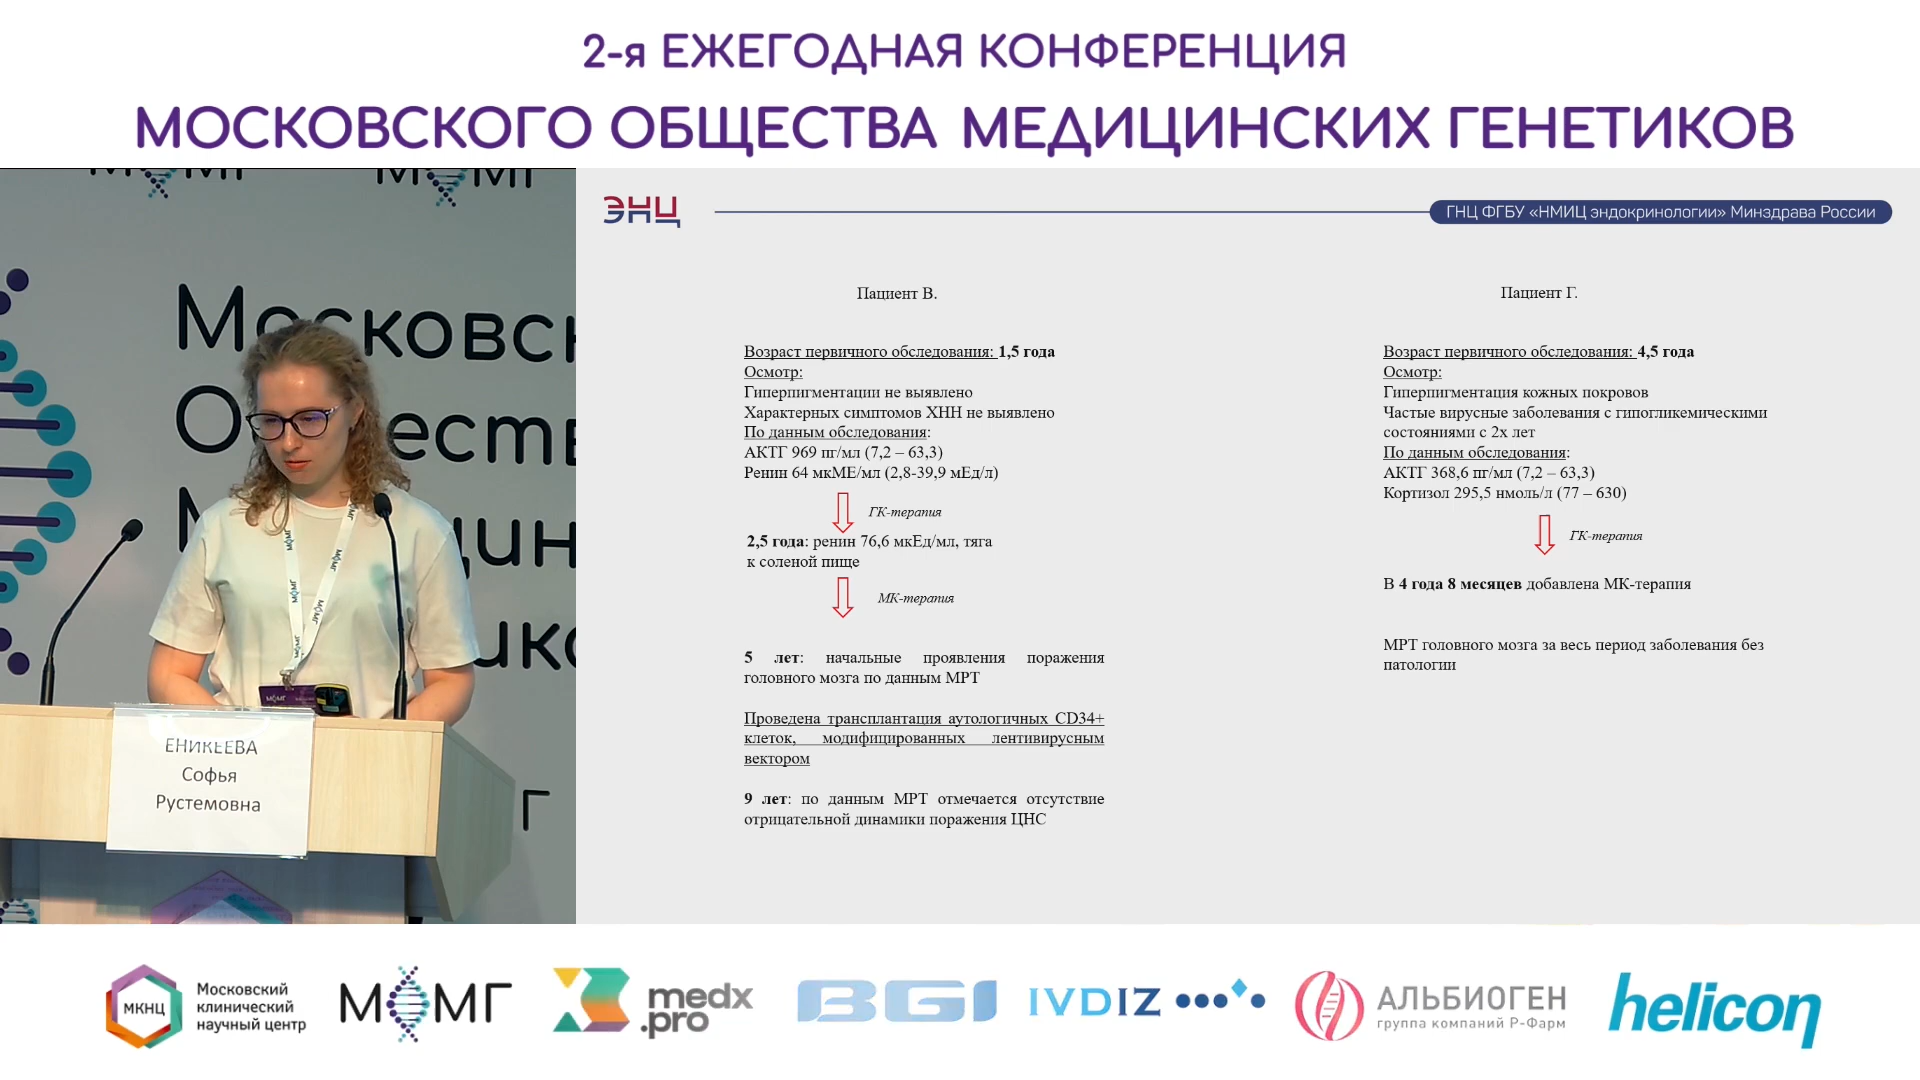 2-я ЕЖЕГОДНАЯ КОНФЕРЕНЦИЯ
МОСКОВСКОГО ОБЩЕСТВА МЕДИЦИНСКИХ ГЕНЕТИКОВ
ЭНЦ
ГНЦ ФГБУ «НМИЦ эндокринологии» Минздрава России
Пациент В.
Возраст первичного обследования: 1,5 года
Осмотр:
Гиперпигментации не выявлено
Характерных симптомов ХНН не выявлено
По данным обследования:
АКТГ 969 пг/мл (7,2 – 63,3)
Ренин 64 мкМЕ/мл (2,8-39,9 мЕд/л)
ГК-терапия
2,5 года: ренин 76,6 мкЕд/мл, тяга
к соленой пище
МК-терапия
5 лет: начальные проявления поражения
головного мозга по данным МРТ
Проведена трансплантация аутологичных CD34+
клеток, модифицированных лентивирусным
вектором
9 лет: по данным МРТ отмечается отсутствие
отрицательной динамики поражения ЦНС
Пациент Г.
Возраст первичного обследования: 4,5 года
Осмотр:
Гиперпигментация кожных покровов
Частые вирусные заболевания с гипогликемическими
состояниями с 2х лет
По данным обследования:
АКТГ 368,6 пг/мл (7,2 – 63,3)
Кортизол 295,5 нмоль/л (77 – 630)
ГК-терапия
В 4 года 8 месяцев добавлена МК-терапия
МРТ головного мозга за весь период заболевания без
патологии
ЕНИКЕЕВА
Софья
Рустемовна
МКНЦ
Московский
клинический
научный центр
МОМГ
medx
.pro
BGI
IVDIZ
АЛЬБИОГЕН
группа компаний Р-Фарм
helicon